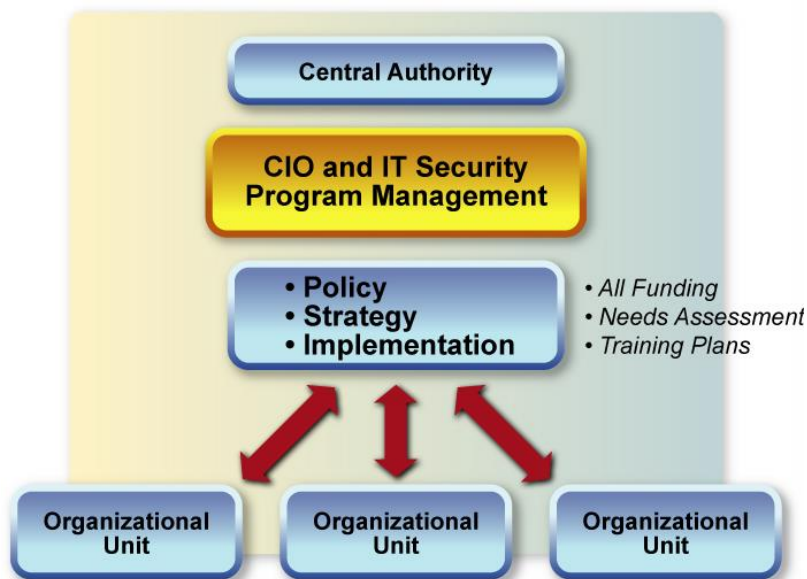 Central Authority
CIO and IT Security
Program Management
• Policy
• Strategy
• Implementation
• All Funding
• Needs Assessment
• Training Plans
Organizational
Unit
Organizational
Unit
Organizational
Unit